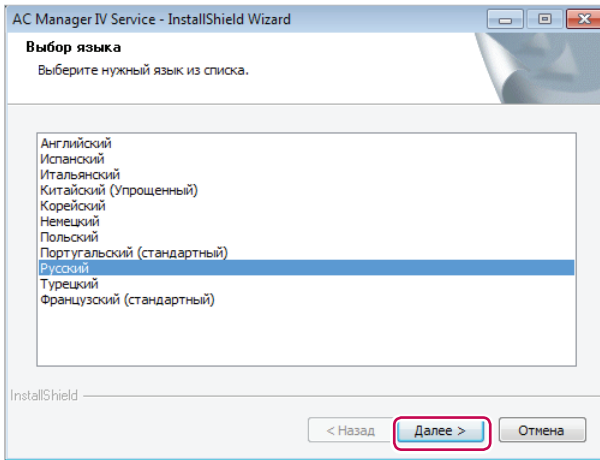 AC Manager IV Service - InstallShield Wizard
Выбор языка
Выберите нужный язык из списка.
Английский
Испанский
Итальянский
Китайский (Упрощенный)
Корейский
Немецкий
Польский
Португальский (стандартный)
Русский
Турецкий
Французский (стандартный)
InstallShield
< Назад
Далее >
Отмена